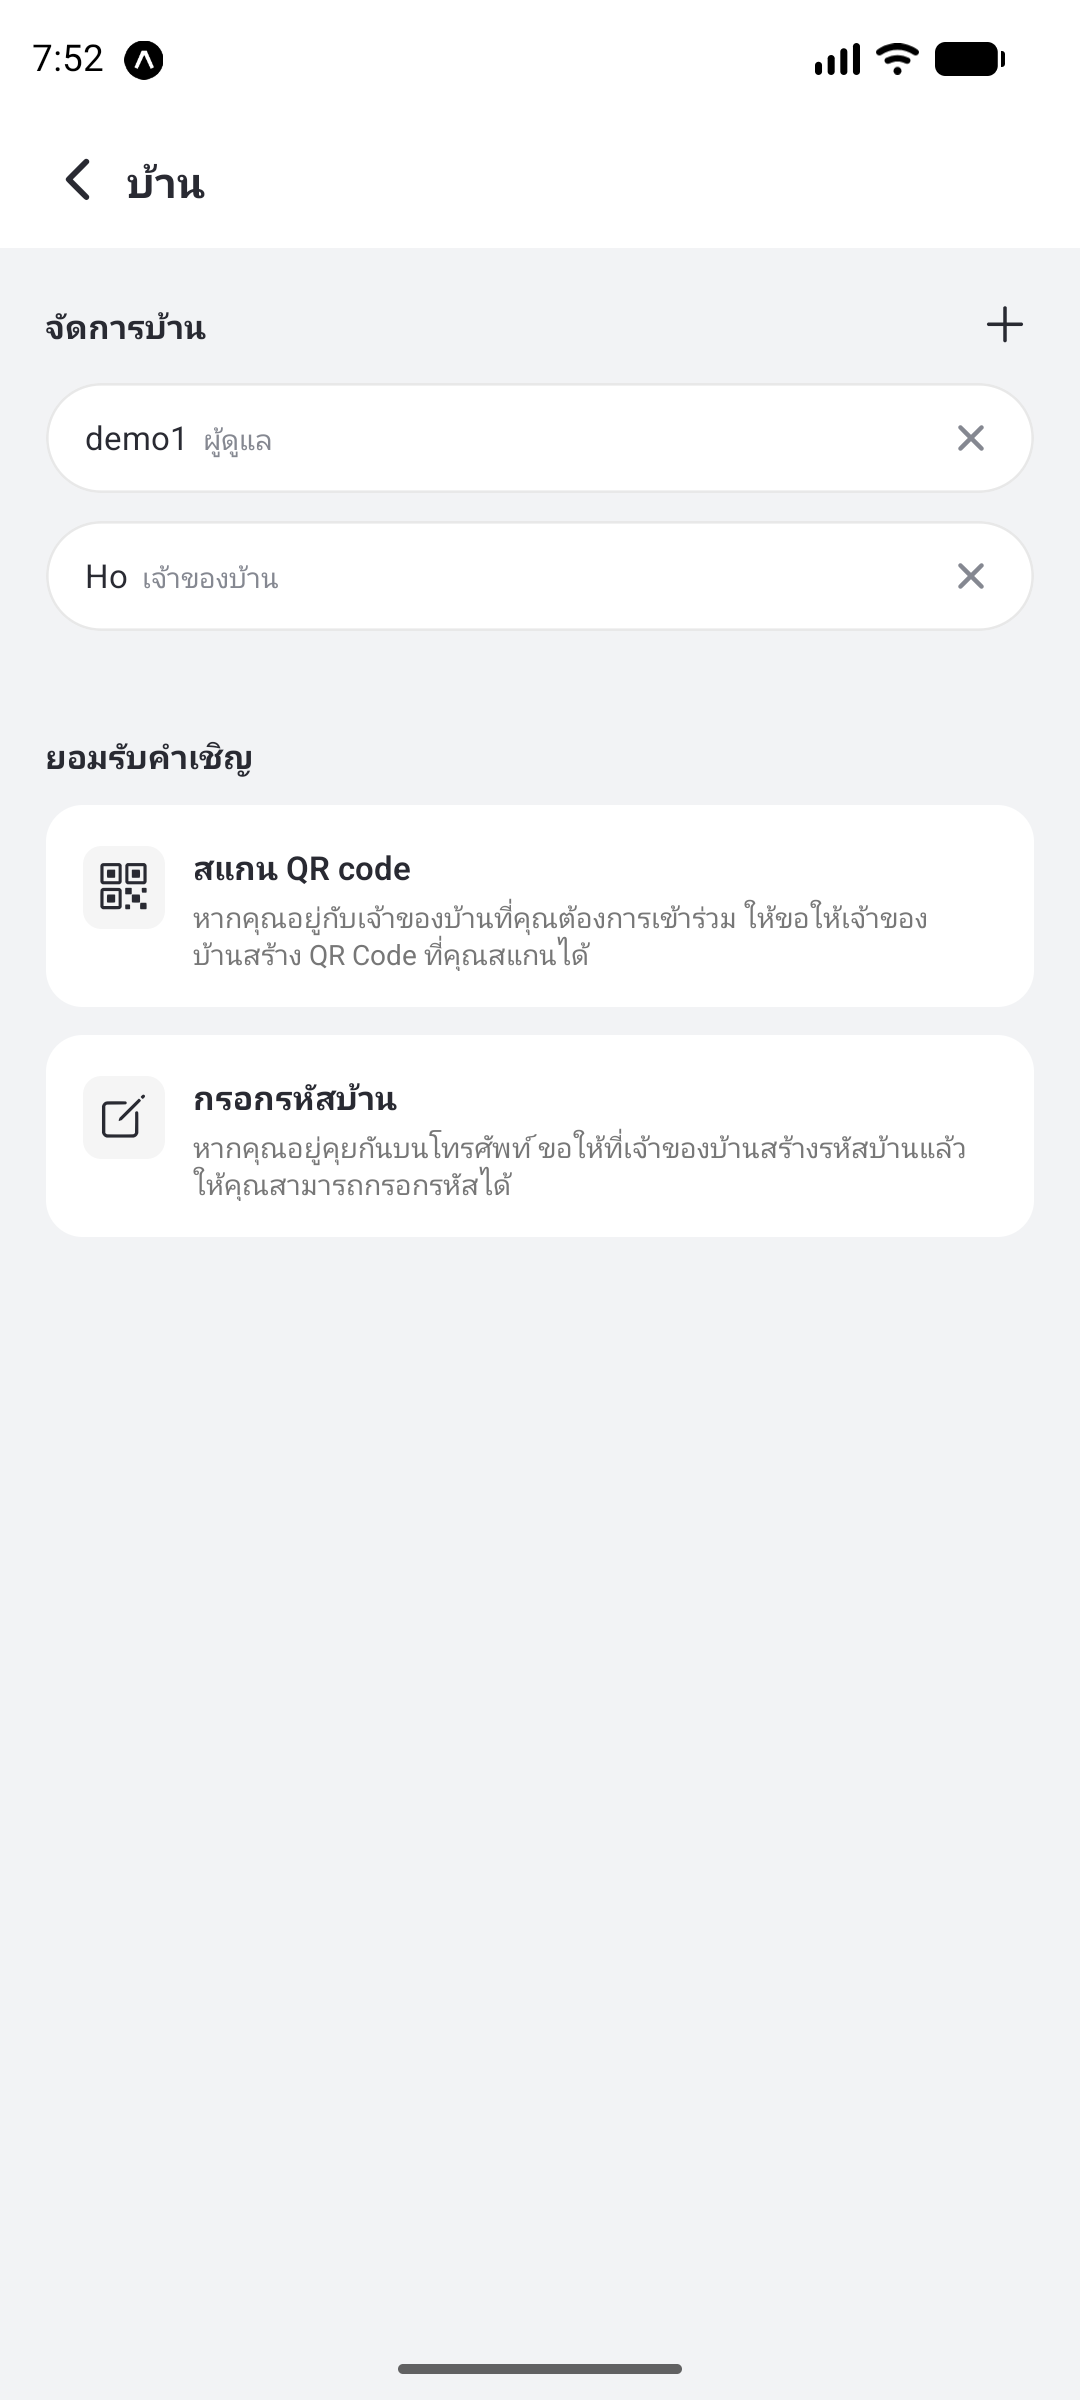 7:52
บ้าน
จัดการบ้าน
demo1 ผู้ดูแล
Ho เจ้าของบ้าน
ยอมรับคำเชิญ
สแกน QR code
หากคุณอยู่กับเจ้าของบ้านที่คุณต้องการเข้าร่วม ให้ขอให้เจ้าของ
บ้านสร้าง QR Code ที่คุณสแกนได้
กรอกรหัสบ้าน
หากคุณอยู่คุยกันบนโทรศัพท์ ขอให้ที่เจ้าของบ้านสร้างรหัสบ้านแล้ว
ให้คุณสามารถกรอกรหัสได้